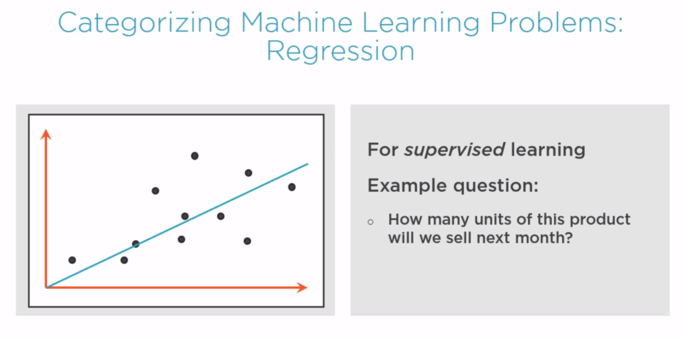 Categorizing Machine Learning Problems:
Regression
For supervised learning
Example question:
How many units of this product
will we sell next month?